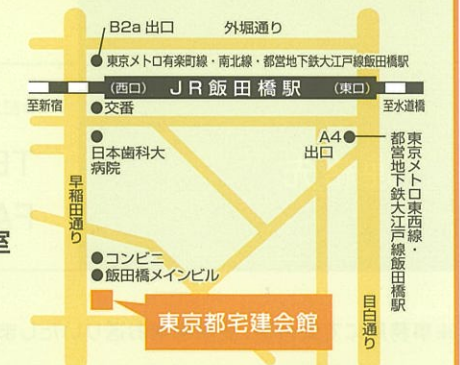 B2a 出口
外堀通り
東京メトロ有楽町線・南北線・都営地下鉄大江戸線飯田橋駅
(西口)
JR飯田橋駅
(東口)
至新宿
至水道橋
交番
日本歯科大
病院
A4
出口
東京メトロ東西線・
都営地下鉄大江戸線飯田橋駅
早稲田通り
コンビニ
飯田橋メインビル
東京都宅建会館
目白通り
室